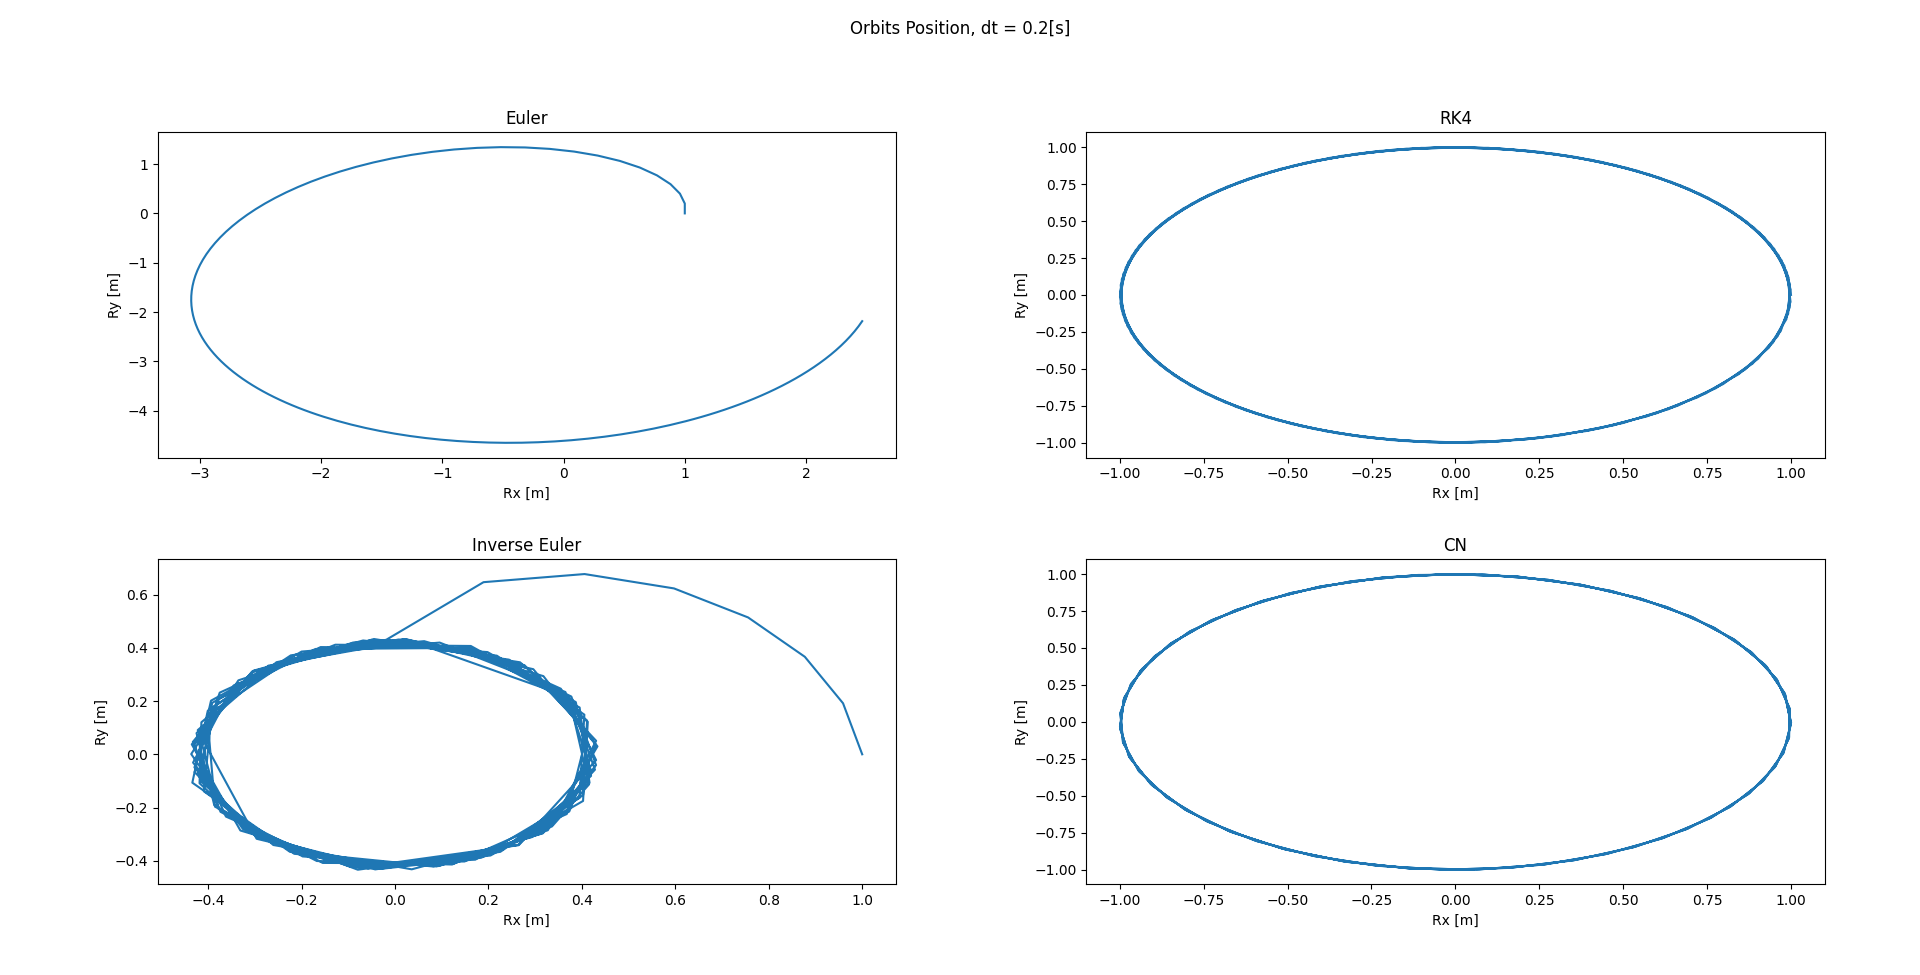 Orbits Position, dt = 0.2[s]
Euler
1
0
−1
−2
−3
−4
Ry [m]
−3 −2 −1 0 1 2
Rx [m]
RK4
1.00
0.75
0.50
0.25
0.00
−0.25
−0.50
−0.75
−1.00
Ry [m]
−1.00 −0.75 −0.50 −0.25 0.00 0.25 0.50 0.75 1.00
Rx [m]
Inverse Euler
0.6
0.4
0.2
0.0
−0.2
−0.4
Ry [m]
−0.4 −0.2 0.0 0.2 0.4 0.6 0.8 1.0
Rx [m]
CN
1.00
0.75
0.50
0.25
0.00
−0.25
−0.50
−0.75
−1.00
Ry [m]
−1.00 −0.75 −0.50 −0.25 0.00 0.25 0.50 0.75 1.00
Rx [m]